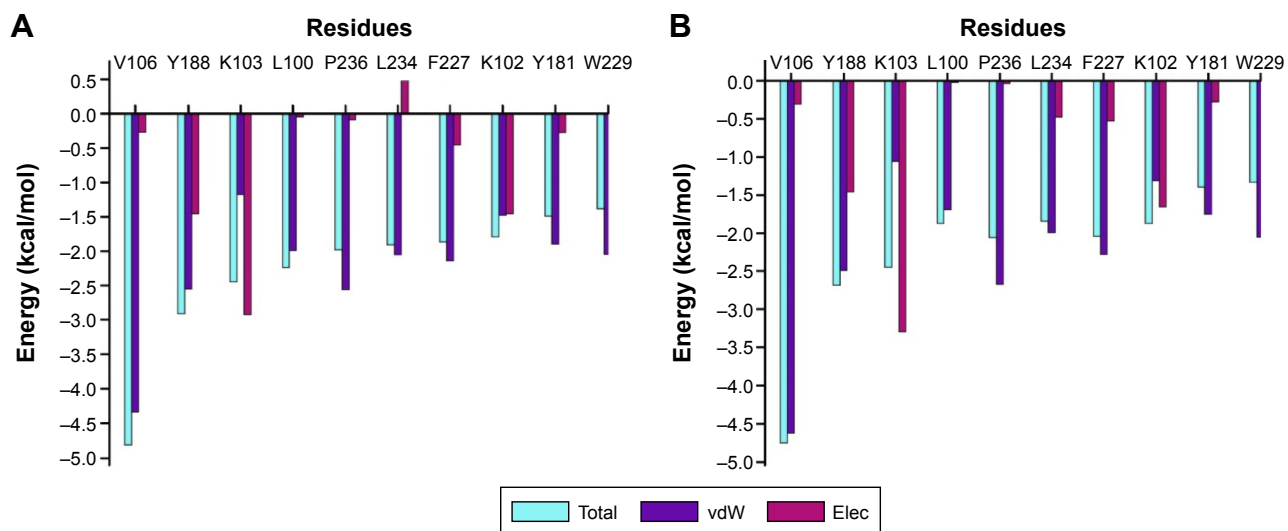 A
Residues
V106 Y188 K103 L100 P236 L234 F227 K102 Y181 W229
0.5
0.0
–0.5
–1.0
–1.5
–2.0
–2.5
–3.0
–3.5
–4.0
–4.5
–5.0
Energy (kcal/mol)
B
Residues
V106 Y188 K103 L100 P236 L234 F227 K102 Y181 W229
0.0
–0.5
–1.0
–1.5
–2.0
–2.5
–3.0
–3.5
–4.0
–4.5
–5.0
Energy (kcal/mol)
Total vdW Elec